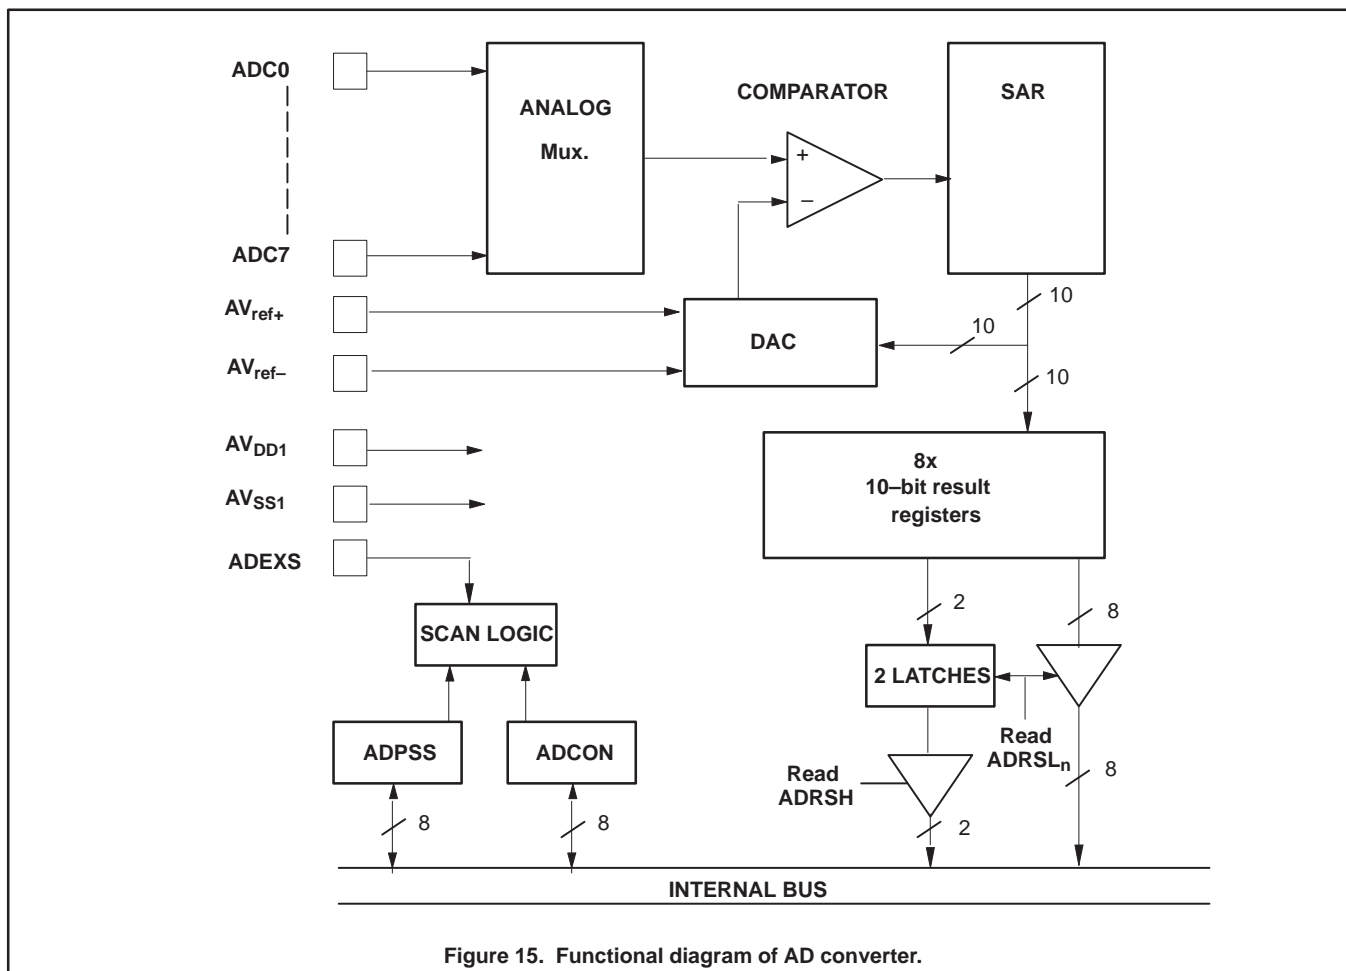 ADC0
ANALOG
Mux.
COMPARATOR
SAR
+
–
ADC7
AVref+
AVref–
DAC
10
10
10
AVDD1
AVSS1
ADEXS
8x
10–bit result
registers
SCAN LOGIC
2
8
2 LATCHES
ADPSS
ADCON
Read
ADRSLn
Read
ADRSH
8
8
8
2
INTERNAL BUS
Figure 15. Functional diagram of AD converter.